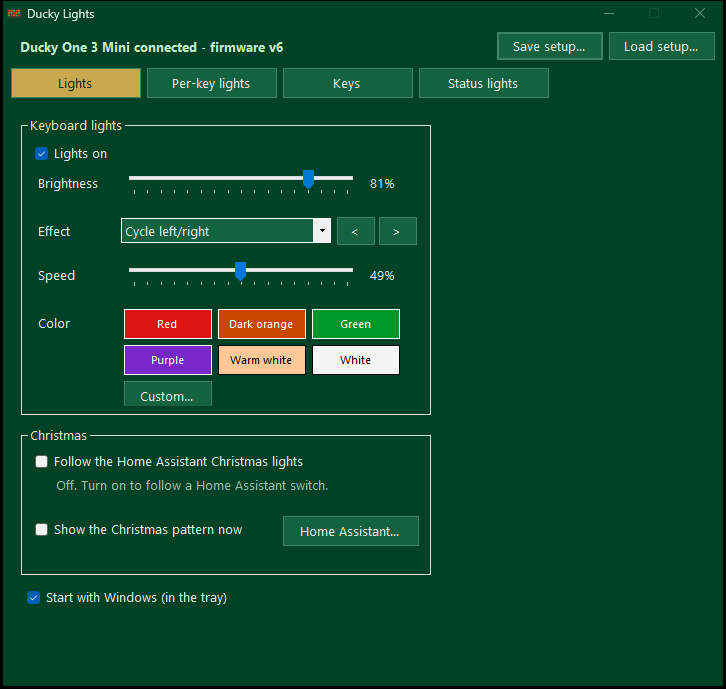 Ducky Lights
Ducky One 3 Mini connected - firmware v6
Save setup... Load setup...
Lights Per-key lights Keys Status lights
Keyboard lights
Lights on
Brightness 81%
Effect Cycle left/right < >
Speed 49%
Color Red Dark orange Green
Purple Warm white White
Custom...
Christmas
Follow the Home Assistant Christmas lights
Off. Turn on to follow a Home Assistant switch.
Show the Christmas pattern now Home Assistant...
Start with Windows (in the tray)